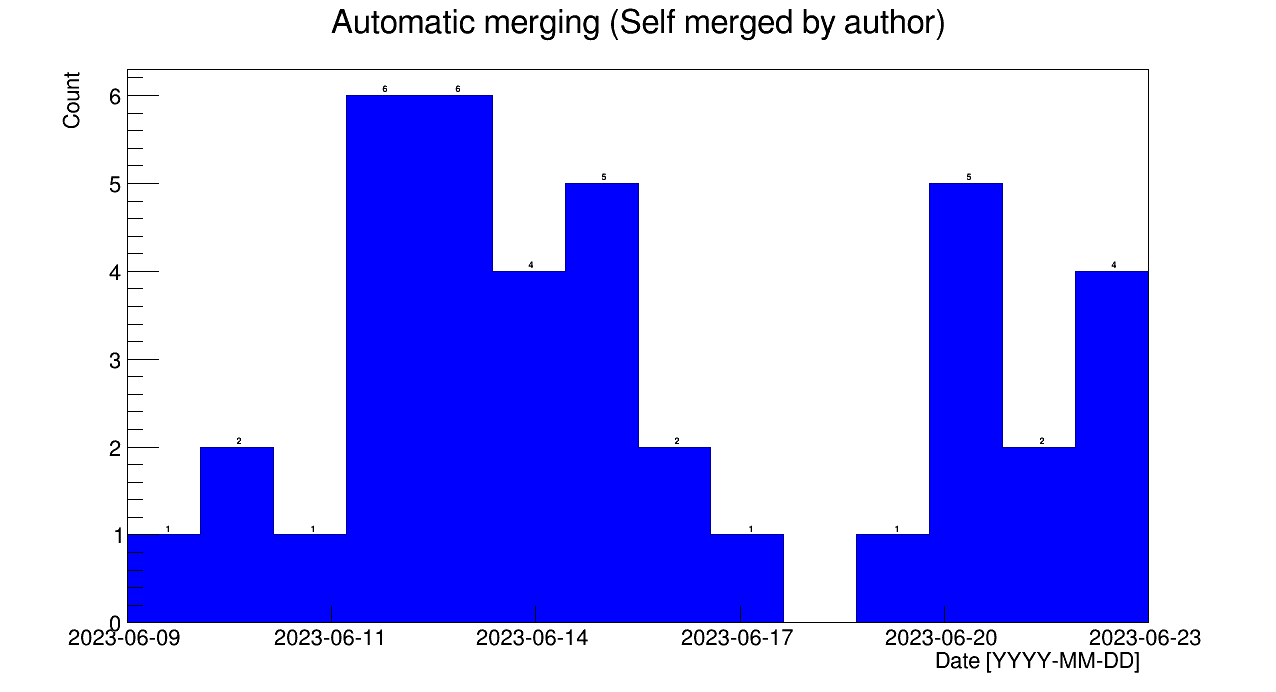 Automatic merging (Self merged by author)
Count
6
5
4
3
2
1
0
6 6
5 5
4 4
2 2 2
1 1 1 1
2023-06-09 2023-06-11 2023-06-14 2023-06-17 2023-06-20 2023-06-23
Date [YYYY-MM-DD]